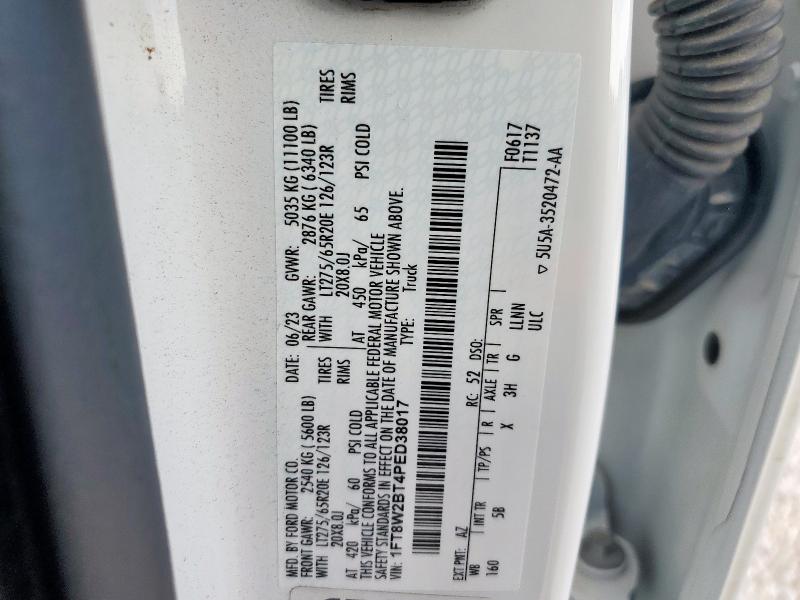 MFD. BY FORD MOTOR CO.
DATE: 06/23 GVWR: 5035 KG (11100 LB)
FRONT GAWR: 2540 KG ( 5600 LB)
REAR GAWR: 2876 KG ( 6340 LB)
WITH LT275/65R20E 126/123R TIRES
20X8.0J RIMS
AT 420 kPa/ 60 PSI COLD
WITH LT275/65R20E 126/123R TIRES
20X8.0J RIMS
AT 450 kPa/ 65 PSI COLD
THIS VEHICLE CONFORMS TO ALL APPLICABLE FEDERAL MOTOR VEHICLE
SAFETY STANDARDS IN EFFECT ON THE DATE OF MANUFACTURE SHOWN ABOVE.
VIN: 1FT8W2BT4PED38017
TYPE: Truck
F0617
T1137
EXT PNT: AZ RC: 52 DSO:
WB INT TR TP/PS R AXLE TR SPR
160 5B X 3H G LLNN
ULC
▽ 5U5A-3520472-AA